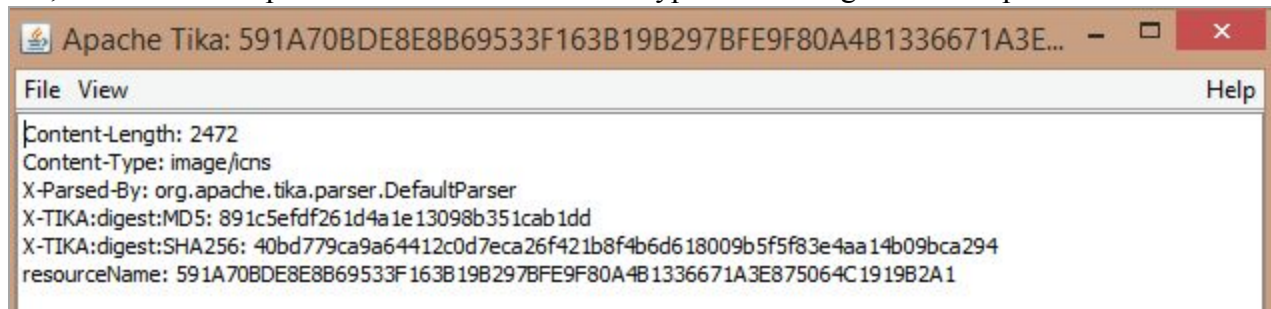 Apache Tika: 591A70BDE8E8B69533F163B19B297BFE9F80A4B1336671A3E...
File View Help
Content-Length: 2472
Content-Type: image/icns
X-Parsed-By: org.apache.tika.parser.DefaultParser
X-TIKA:digest:MD5: 891c5efdf261d4a1e13098b351cab1dd
X-TIKA:digest:SHA256: 40bd779ca9a64412c0d7eca26f421b8f4b6d618009b5f5f83e4aa14b09bca294
resourceName: 591A70BDE8E8B69533F163B19B297BFE9F80A4B1336671A3E875064C1919B2A1